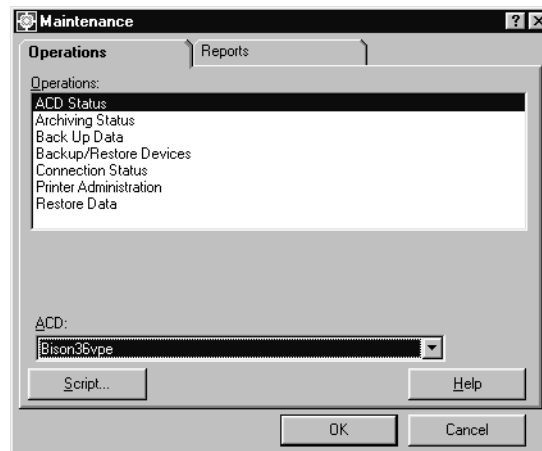 Maintenance
Operations
Reports
Operations:
ACD Status
Archiving Status
Back Up Data
Backup/Restore Devices
Connection Status
Printer Administration
Restore Data
ACD:
Bison36vpe
Script...
Help
OK
Cancel